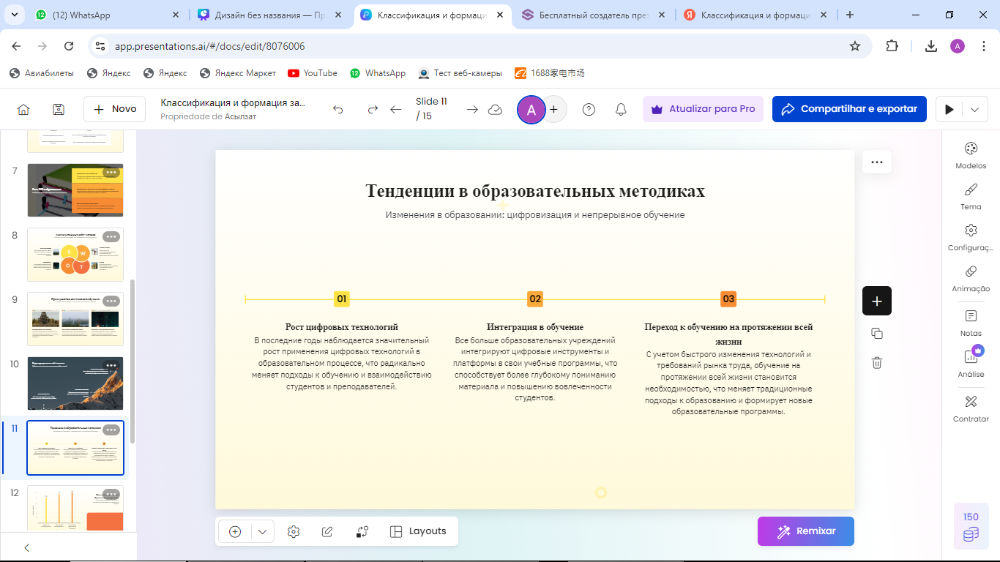 (12) WhatsApp
Дизайн без названия — Пр
Классификация и формаци
Бесплатный создатель през
Классификация и формаци
app.presentations.ai/#/docs/edit/8076006
Авиабилеты
Яндекс
Яндекс
Яндекс Маркет
YouTube
WhatsApp
Тест веб-камеры
1688家电市场
Novo
Классификация и формация за...
Propriedade de Асылзат
Slide 11
/ 15
A
Atualizar para Pro
Compartilhar e exportar
7
8
S W
O T
9
10
11
12
Тенденции в образовательных методиках
Изменения в образовании: цифровизация и непрерывное обучение
01
Рост цифровых технологий
В последние годы наблюдается значительный
рост применения цифровых технологий в
образовательном процессе, что радикально
меняет подходы к обучению и взаимодействию
студентов и преподавателей.
02
Интеграция в обучение
Все больше образовательных учреждений
интегрируют цифровые инструменты и
платформы в свои учебные программы, что
способствует более глубокому пониманию
материала и повышению вовлеченности
студентов.
03
Переход к обучению на протяжении всей
жизни
С учетом быстрого изменения технологий и
требований рынка труда, обучение на
протяжении всей жизни становится
необходимостью, что меняет традиционные
подходы к образованию и формирует новые
образовательные программы.
Layouts
Remixar
Modelos
Tema
Configuraç...
Animação
Notas
Análise
Contratar
150